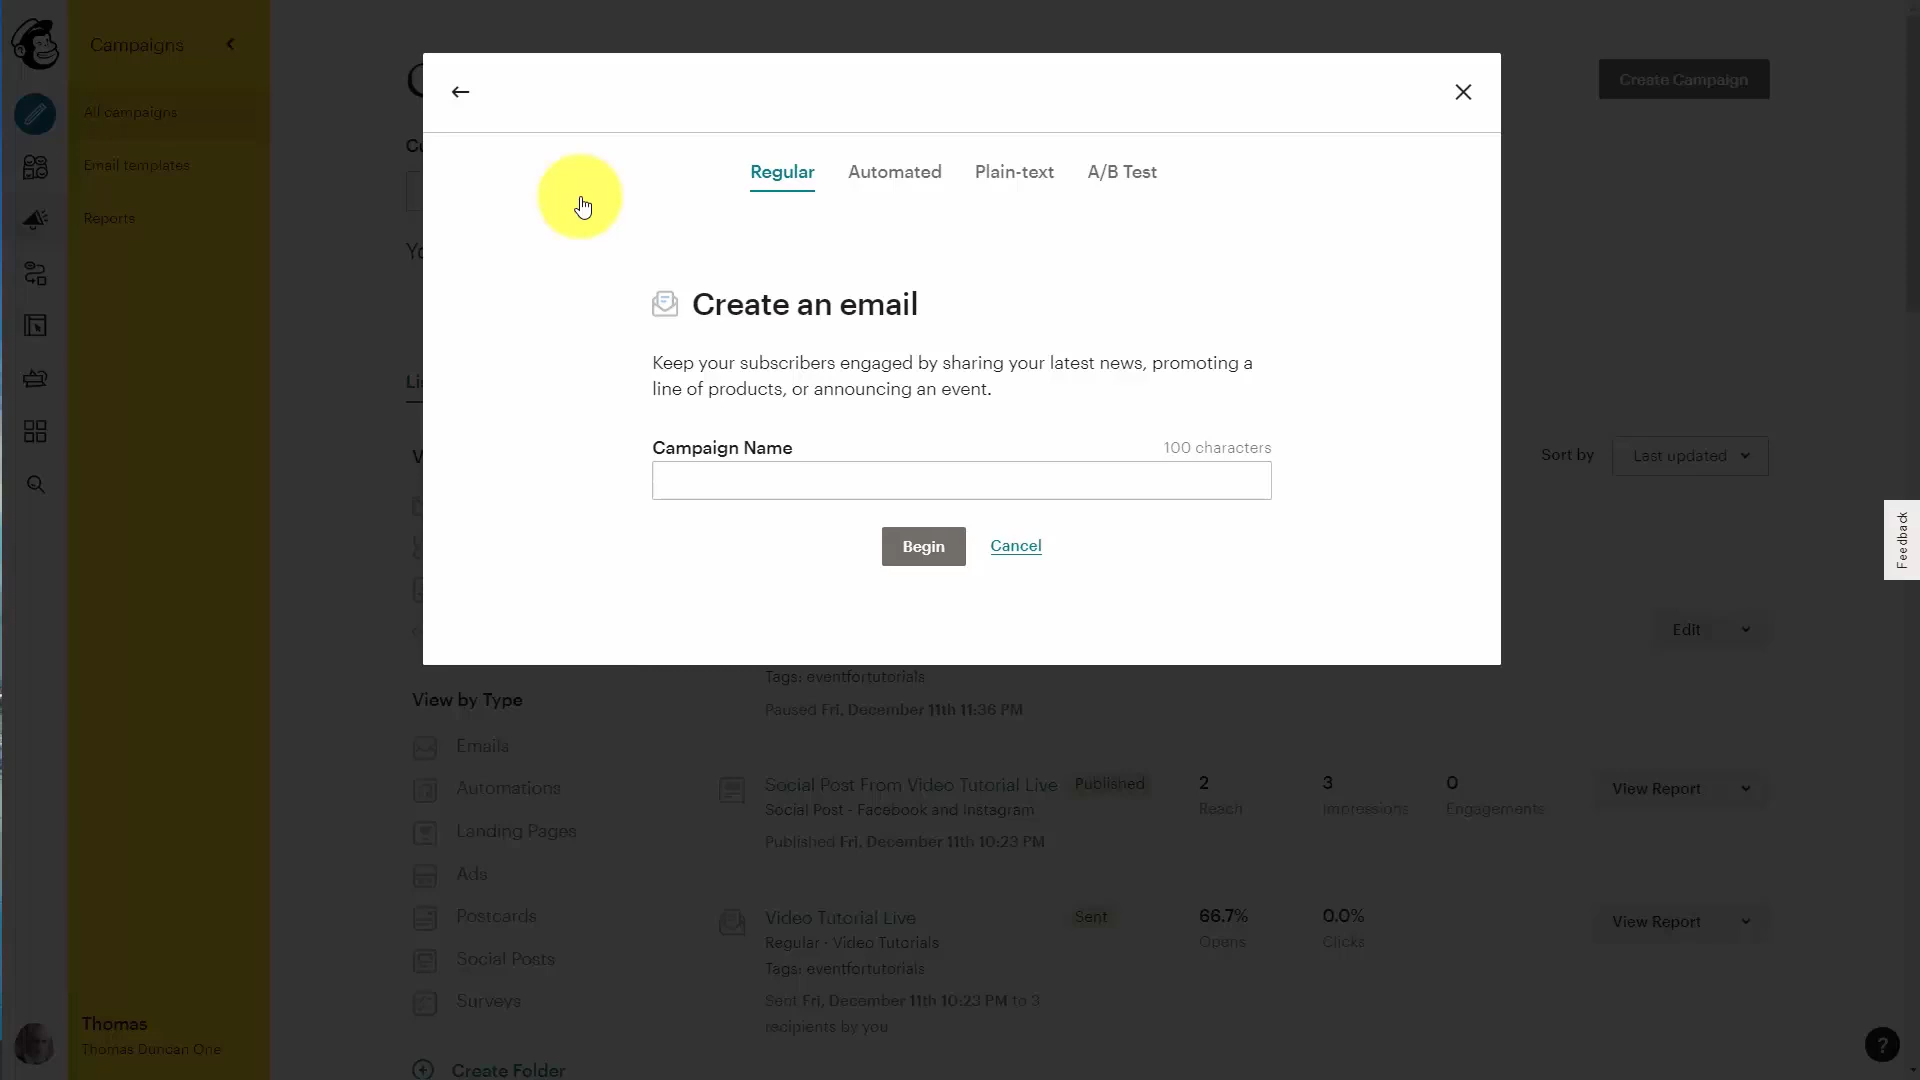 Campaigns
All campaigns
Email templates
Reports
Thomas
Thomas Duncan One
Create Campaign
Regular
Automated
Plain-text
A/B Test
Create an email
Keep your subscribers engaged by sharing your latest news, promoting a
line of products, or announcing an event.
Campaign Name
100 characters
Begin
Cancel
Sort by
Last updated
Feedback
Edit
Tags: eventfortutorials
Paused Fri, December 11th 11:36 PM
View by Type
Emails
Automations
Landing Pages
Ads
Postcards
Social Posts
Surveys
Create Folder
Social Post From Video Tutorial Live
Published
2
3
0
Social Post - Facebook and Instagram
Reach
Impressions
Engagements
View Report
Published Fri, December 11th 10:23 PM
Video Tutorial Live
Sent
66.7%
0.0%
Regular · Video Tutorials
Opens
Clicks
View Report
Tags: eventfortutorials
Sent Fri, December 11th 10:23 PM to 3
recipients by you
?